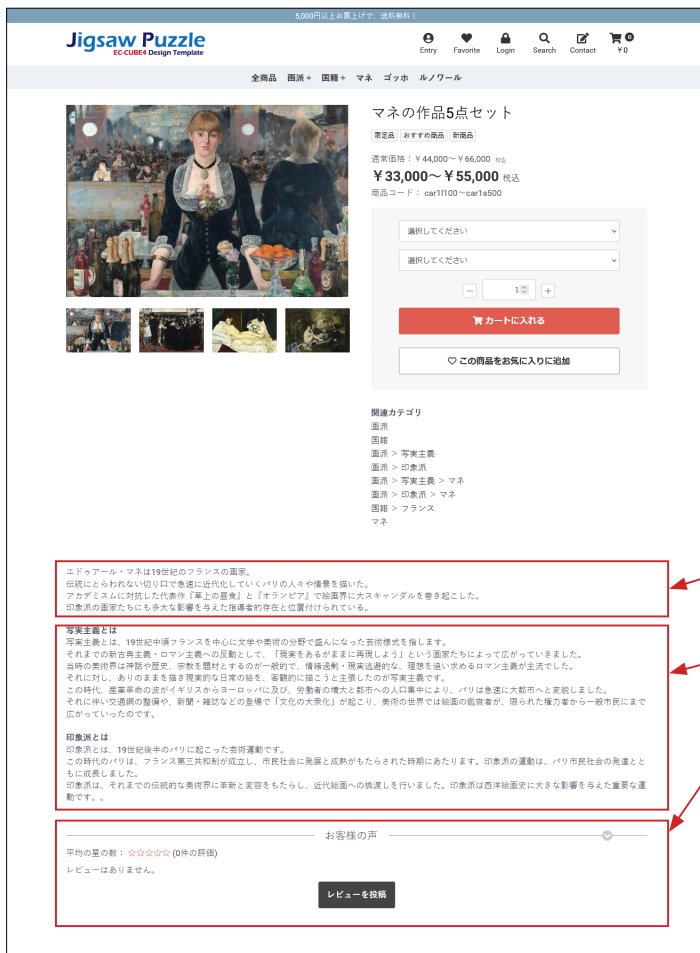 5,000円以上お買上げで、送料無料！
Jigsaw Puzzle
EC-CUBE4 Design Template
Entry Favorite Login Search Contact ￥0
0
全商品 画派+ 国籍+ マネ ゴッホ ルノワール
マネの作品5点セット
限定品 おすすめ商品 新商品
通常価格：￥44,000～￥66,000 税込
￥33,000～￥55,000 税込
商品コード： car1l100～car1s500
選択してください
選択してください
− 1 +
カートに入れる
♡ この商品をお気に入りに追加
関連カテゴリ
画派
国籍
画派 ＞ 写実主義
画派 ＞ 印象派
画派 ＞ 写実主義 ＞ マネ
画派 ＞ 印象派 ＞ マネ
国籍 ＞ フランス
マネ
エドゥアール・マネは19世紀のフランスの画家。
伝統にとらわれない切り口で急速に近代化していくパリの人々や情景を描いた。
アカデミスムに対抗した代表作『草上の昼食』と『オランピア』で絵画界に大スキャンダルを巻き起こした。
印象派の画家たちにも多大な影響を与えた指導者的存在と位置付けられている。
写実主義とは
写実主義とは、19世紀中頃フランスを中心に文学や美術の分野で盛んになった芸術様式を指します。
それまでの新古典主義・ロマン主義への反動として、「現実をあるがままに再現しよう」という画家たちによって広がっていきました。
当時の美術界は神話や歴史、宗教を題材とするのが一般的で、情緒過剰・現実逃避的な、理想を追い求めるロマン主義が主流でした。
それに対し、ありのままを描き現実的な日常の絵を、客観的に描こうと主張したのが写実主義です。
この時代、産業革命の波がイギリスからヨーロッパに及び、労働者の増大と都市への人口集中により、パリは急速に大都市へと変貌しました。
それに伴い交通網の整備や、新聞・雑誌などの登場で「文化の大衆化」が起こり、美術の世界では絵画の鑑賞者が、限られた権力者から一般市民にまで
広がっていったのです。
印象派とは
印象派とは、19世紀後半のパリに起こった芸術運動です。
この時代のパリは、フランス第三共和制が成立し、市民社会に発展と成熟がもたらされた時期にあたります。印象派の運動は、パリ市民社会の発達とと
もに成長しました。
印象派は、それまでの伝統的な美術界に革新と変容をもたらし、近代絵画への橋渡しを行いました。印象派は西洋絵画史に大きな影響を与えた重要な運
動です。。
お客様の声
平均の星の数： ☆☆☆☆☆ (0件の評価)
レビューはありません。
レビューを投稿